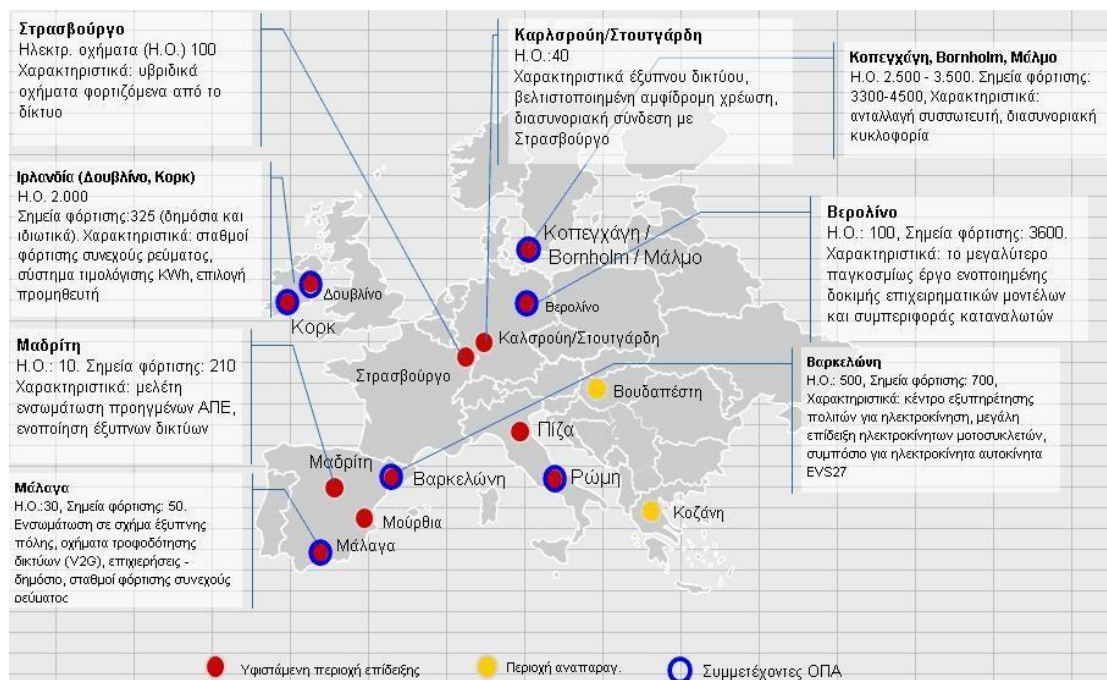 Στρασβούργο
Ηλεκτρ. οχήματα (Η.Ο.) 100
Χαρακτηριστικά: υβριδικά
οχήματα φορτιζόμενα από το
δίκτυο
Καρλσρούη/Στουτγάρδη
Η.Ο.:40
Χαρακτηριστικά έξυπνου δικτύου,
βελτιστοποιημένη αμφίδρομη χρέωση,
διασυνοριακή σύνδεση με
Στρασβούργο
Κοπεγχάγη, Bornholm, Μάλμο
Η.Ο. 2.500 - 3.500. Σημεία φόρτισης:
3300-4500, Χαρακτηριστικά:
ανταλλαγή συσσωτευτή, διασυνοριακή
κυκλοφορία
Ιρλανδία (Δουβλίνο, Κορκ)
Η.Ο. 2.000
Σημεία φόρτισης:325 (δημόσια και
ιδιωτικά). Χαρακτηριστικά: σταθμοί
φόρτισης συνεχούς ρεύματος,
σύστημα τιμολόγισης KWh, επιλογή
προμηθευτή
Βερολίνο
Η.Ο.: 100, Σημεία φόρτισης: 3600.
Χαρακτηριστικά: το μεγαλύτερο
παγκοσμίως έργο ενοποιημένης
δοκιμής επιχειρηματικών μοντέλων
και συμπεριφοράς καταναλωτών
Μαδρίτη
Η.Ο.: 10. Σημεία φόρτισης: 210
Χαρακτηριστικά: μελέτη
ενσωμάτωση προηγμένων ΑΠΕ,
ενοποίηση έξυπνων δικτύων
Βαρκελώνη
Η.Ο.: 500, Σημεία φόρτισης: 700,
Χαρακτηριστικά: κέντρο εξυπηρέτησης
πολιτών για ηλεκτροκίνηση, μεγάλη
επίδειξη ηλεκτροκίνητων μοτοσυκλετών,
συμπόσιο για ηλεκτροκίνητα αυτοκίνητα
EVS27
Μάλαγα
Η.Ο.:30, Σημεία φόρτισης: 50.
Ενσωμάτωση σε σχήμα έξυπνης
πόλης, οχήματα τροφοδότησης
δικτύων (V2G), επιχιερήσεις -
δημόσιο, σταθμοί φόρτισης συνεχούς
ρεύματος
Κοπεγχάγη /
Bornholm / Μάλμο
Δουβλίνο
Κορκ
Βερολίνο
Καλσρούη/Στουτγάρδη
Στρασβούργο
Βουδαπέστη
Πίζα
Μαδρίτη
Βαρκελώνη
Ρώμη
Μούρθια
Κοζάνη
Μάλαγα
Υφιστάμενη περιοχή επίδειξης
Περιοχή αναπαραγ.
Συμμετέχοντες ΟΠΑ